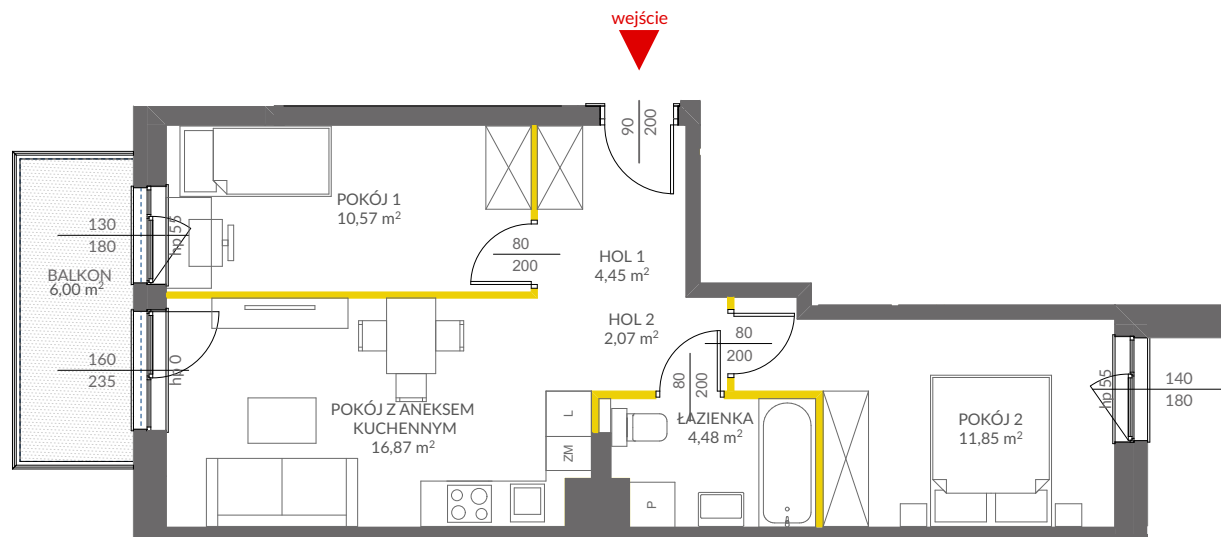 wejście
90
200
POKÓJ 1
10,57 m²
130
180
hp 55
80
200
HOL 1
4,45 m²
BALKON
6,00 m²
HOL 2
2,07 m²
80
200
160
235
hp 0
80
200
140
180
hp 55
POKÓJ Z ANEKSEM
KUCHENNYM
16,87 m²
L
ZM
ŁAZIENKA
4,48 m²
POKÓJ 2
11,85 m²
P